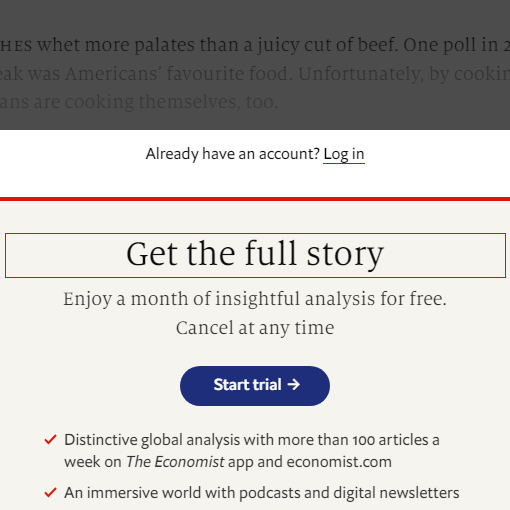 HES whet more palates than a juicy cut of beef. One poll in 2
eak was Americans’ favourite food. Unfortunately, by cookin
ans are cooking themselves, too.
Already have an account? Log in
Get the full story
Enjoy a month of insightful analysis for free.
Cancel at any time
Start trial →
Distinctive global analysis with more than 100 articles a
week on The Economist app and economist.com
An immersive world with podcasts and digital newsletters